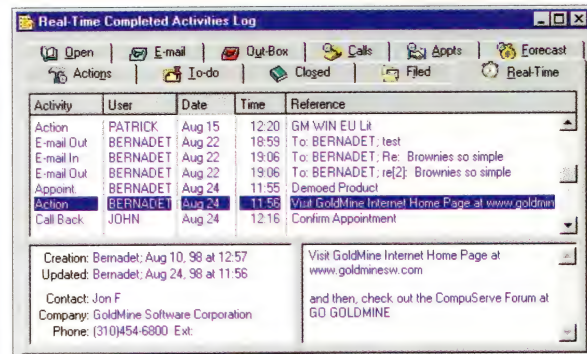 Real-Time Completed Activities Log
Open E-mail Out-Box Calls Appts Forecast
Actions To-do Closed Filed Real-Time
Activity User Date Time Reference
Action PATRICK Aug 15 12:20 GM WIN EU Lit
E-mail Out BERNADET Aug 22 18:59 To: BERNADET; test
E-mail In BERNADET Aug 22 19:06 To: BERNADET; Re: Brownies so simple
E-mail Out BERNADET Aug 22 19:06 To: BERNADET; re[2]: Brownies so simple
Appoint. BERNADET Aug 24 11:55 Demoed Product
Action BERNADET Aug 24 11:56 Visit GoldMine Internet Home Page at www.goldmin
Call Back JOHN Aug 24 12:16 Confirm Appointment
Creation: Bernadet; Aug 10, 98 at 12:57
Updated: Bernadet; Aug 24, 98 at 11:56
Contact: Jon F
Company: GoldMine Software Corporation
Phone: (310)454-6800 Ext:
Visit GoldMine Internet Home Page at
www.goldminesw.com
and then, check out the CompuServe Forum at
GO GOLDMINE